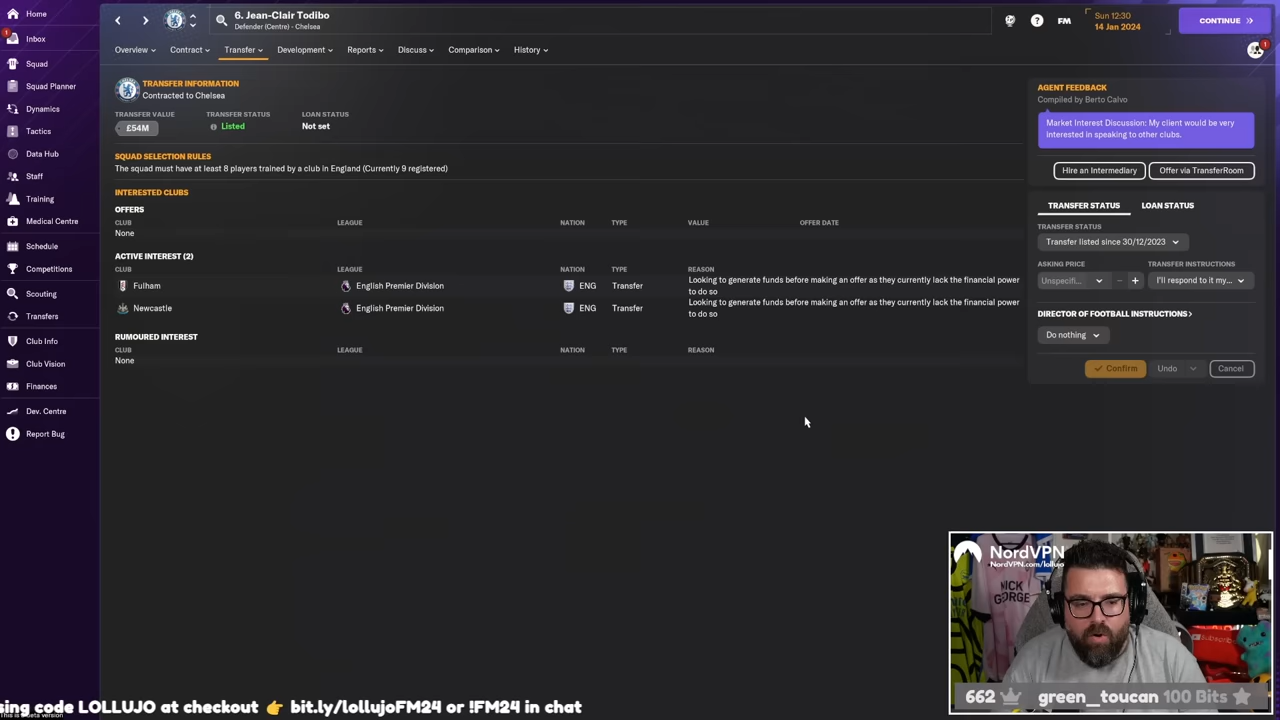 Home
Inbox
1
Squad
Squad Planner
Dynamics
Tactics
Data Hub
Staff
Training
Medical Centre
Schedule
Competitions
Scouting
Transfers
Club Info
Club Vision
Finances
Dev. Centre
Report Bug
6. Jean-Clair Todibo
Defender (Centre) - Chelsea
FM
Sun 12:30
14 Jan 2024
CONTINUE
Overview
Contract
Transfer
Development
Reports
Discuss
Comparison
History
1
TRANSFER INFORMATION
Contracted to Chelsea
TRANSFER VALUE TRANSFER STATUS LOAN STATUS
£54M Listed Not set
SQUAD SELECTION RULES
The squad must have at least 8 players trained by a club in England (Currently 9 registered)
INTERESTED CLUBS
OFFERS
CLUB LEAGUE NATION TYPE VALUE OFFER DATE
None
ACTIVE INTEREST (2)
CLUB LEAGUE NATION TYPE REASON
Fulham English Premier Division ENG Transfer Looking to generate funds before making an offer as they currently lack the financial power
to do so
Newcastle English Premier Division ENG Transfer Looking to generate funds before making an offer as they currently lack the financial power
to do so
RUMOURED INTEREST
CLUB LEAGUE NATION TYPE REASON
None
AGENT FEEDBACK
Compiled by Berto Calvo
Market Interest Discussion: My client would be very
interested in speaking to other clubs.
Hire an Intermediary Offer via TransferRoom
TRANSFER STATUS LOAN STATUS
TRANSFER STATUS
Transfer listed since 30/12/2023
ASKING PRICE TRANSFER INSTRUCTIONS
Unspecifi... - + I'll respond to it my...
DIRECTOR OF FOOTBALL INSTRUCTIONS >
Do nothing
Confirm Undo Cancel
NordVPN
NordVPN.com/lollujo
NICK
GEORGE
662 green_toucan 100 Bits
sing code LOLLUJO at checkout 👉 bit.ly/lollujoFM24 or !FM24 in chat